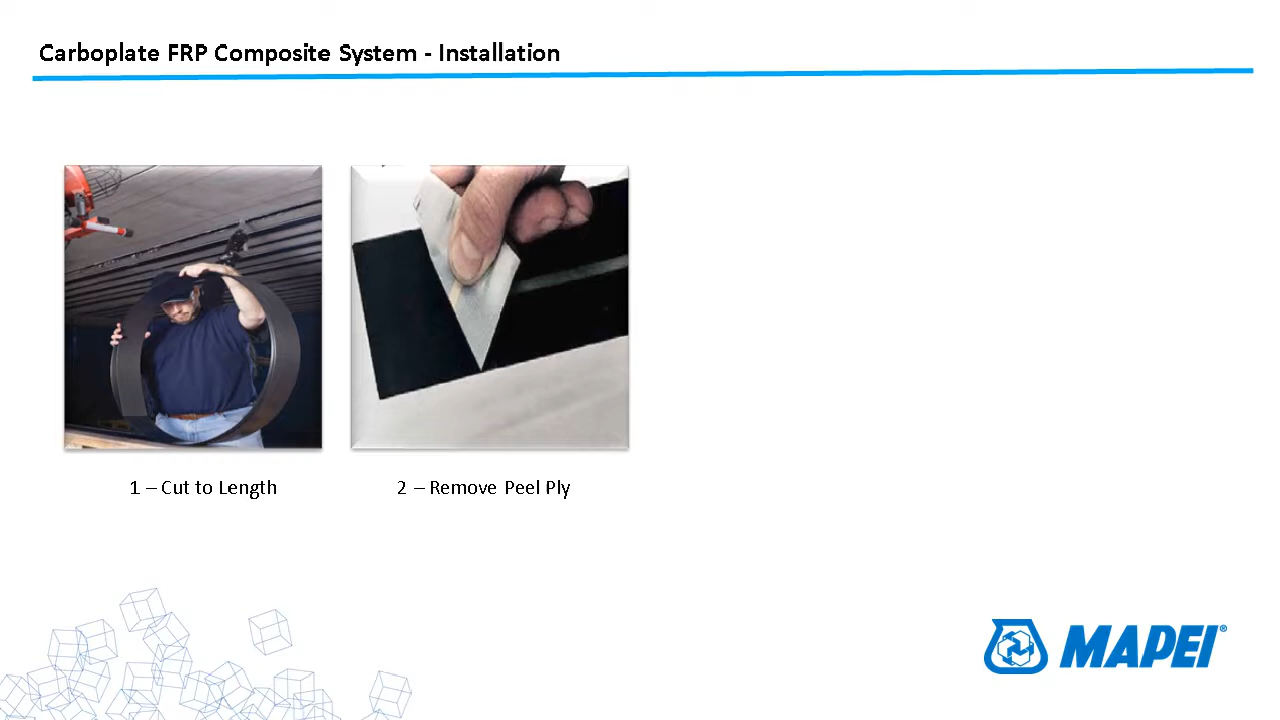 Carboplate FRP Composite System - Installation
1 – Cut to Length
2 – Remove Peel Ply
MAPEI®